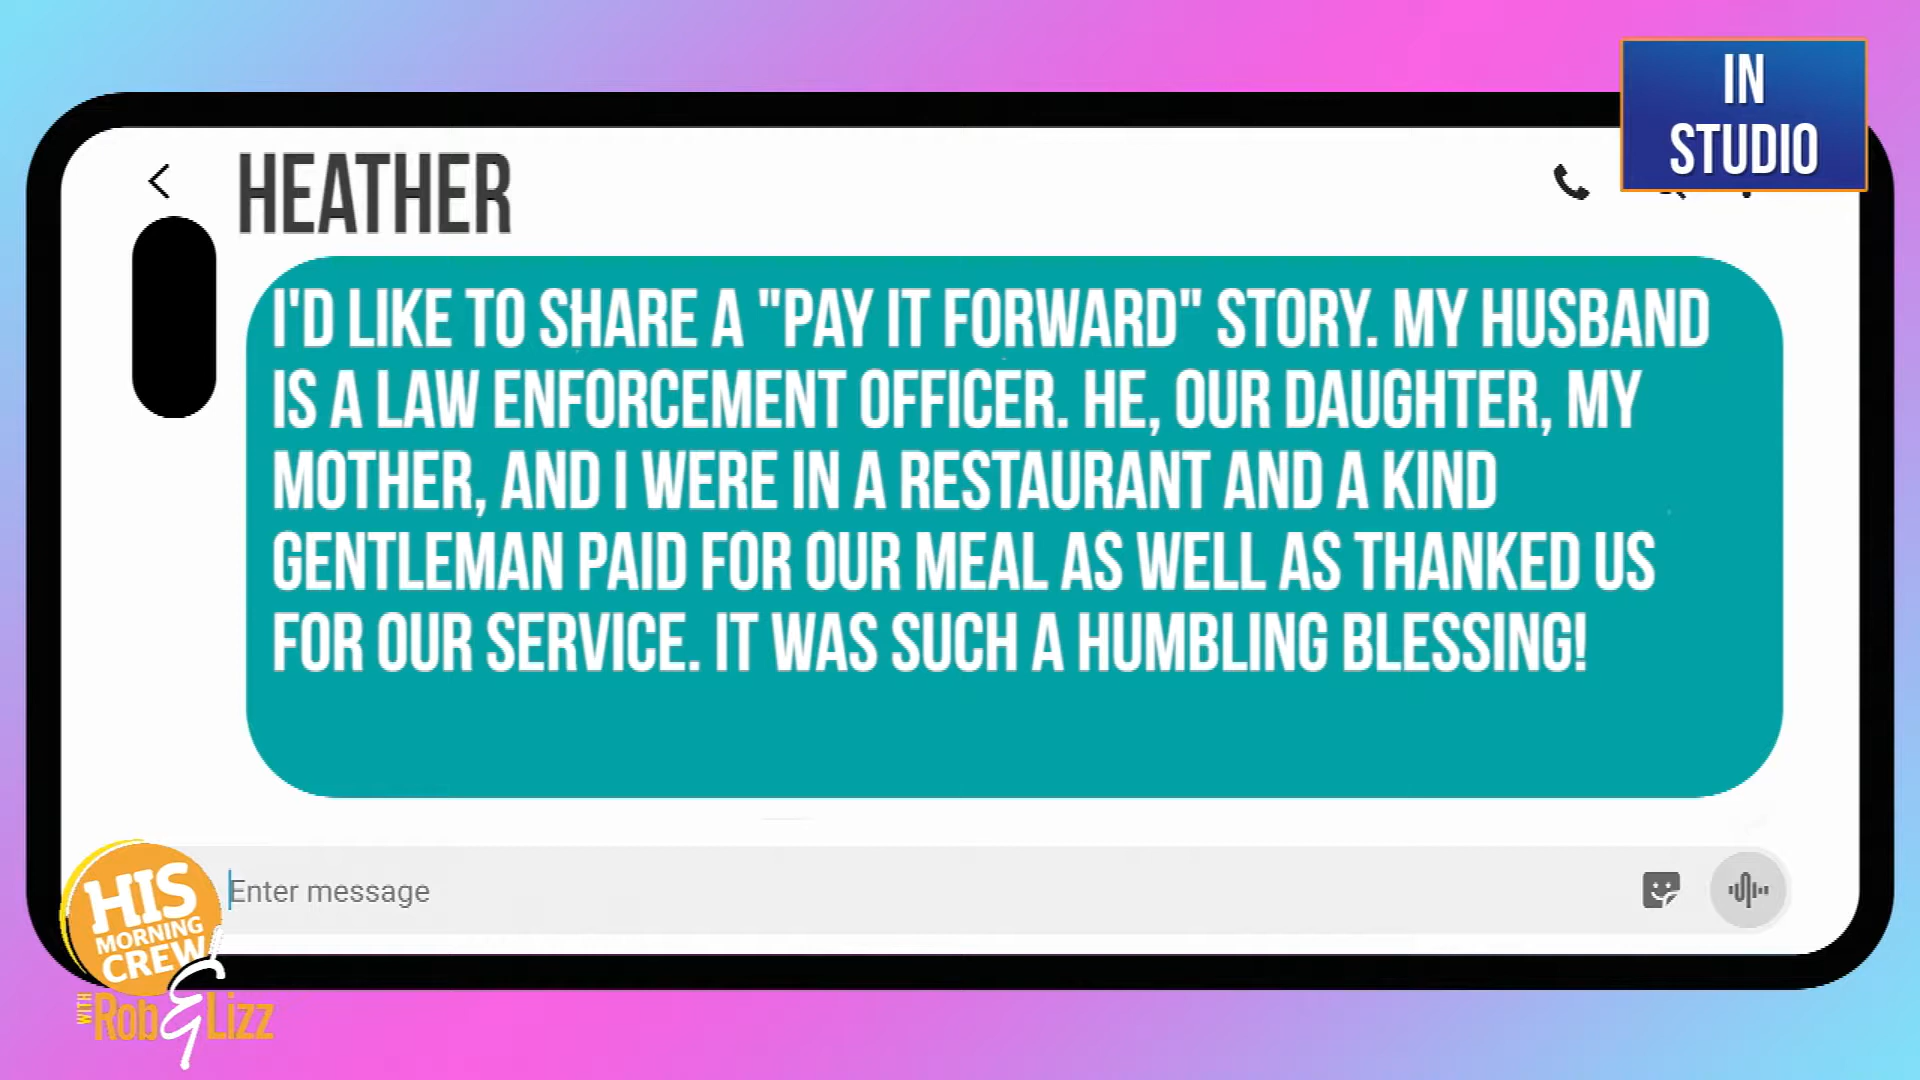 IN
STUDIO
HEATHER
I'D LIKE TO SHARE A "PAY IT FORWARD" STORY. MY HUSBAND
IS A LAW ENFORCEMENT OFFICER. HE, OUR DAUGHTER, MY
MOTHER, AND I WERE IN A RESTAURANT AND A KIND
GENTLEMAN PAID FOR OUR MEAL AS WELL AS THANKED US
FOR OUR SERVICE. IT WAS SUCH A HUMBLING BLESSING!
Enter message
HIS
MORNING
CREW
WITH Rob & Lizz